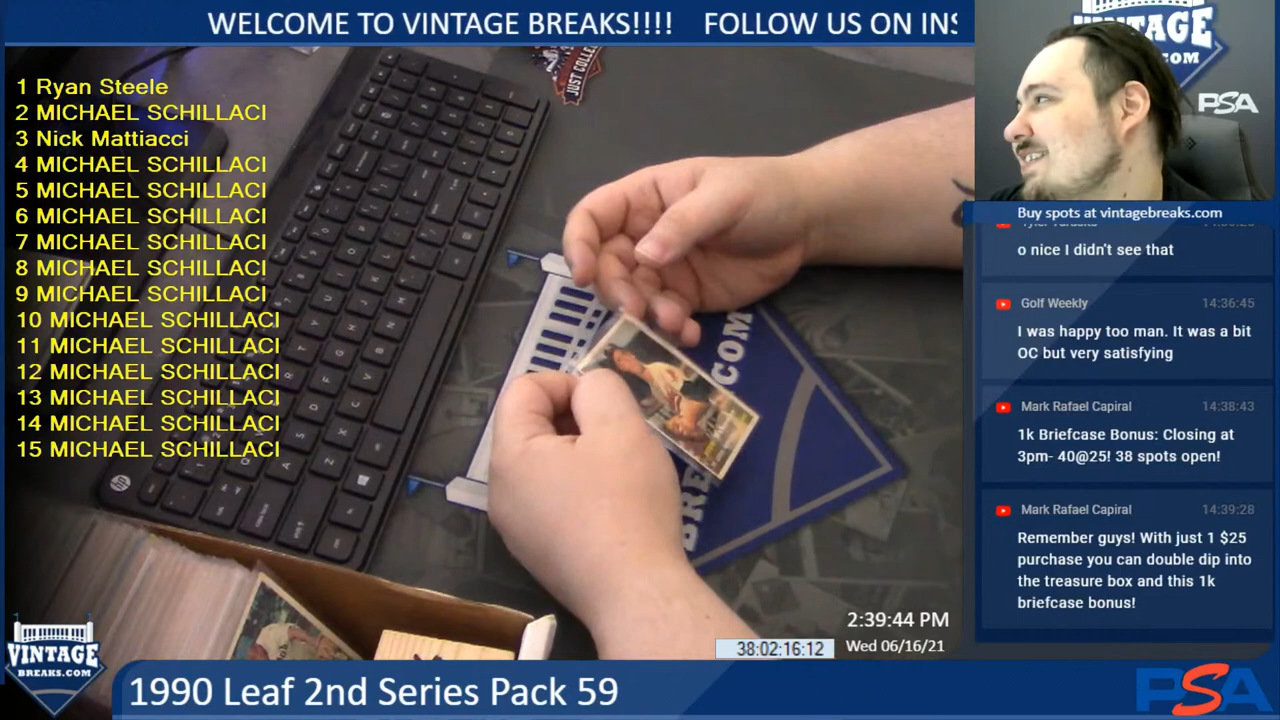 WELCOME TO VINTAGE BREAKS!!!! FOLLOW US ON INS
1 Ryan Steele
2 MICHAEL SCHILLACI
3 Nick Mattiacci
4 MICHAEL SCHILLACI
5 MICHAEL SCHILLACI
6 MICHAEL SCHILLACI
7 MICHAEL SCHILLACI
8 MICHAEL SCHILLACI
9 MICHAEL SCHILLACI
10 MICHAEL SCHILLACI
11 MICHAEL SCHILLACI
12 MICHAEL SCHILLACI
13 MICHAEL SCHILLACI
14 MICHAEL SCHILLACI
15 MICHAEL SCHILLACI
JUST COLLE
PSA
Buy spots at vintagebreaks.com
o nice I didn't see that
Golf Weekly 14:36:45
I was happy too man. It was a bit
OC but very satisfying
Mark Rafael Capiral 14:38:43
1k Briefcase Bonus: Closing at
3pm- 40@25! 38 spots open!
Mark Rafael Capiral 14:39:28
Remember guys! With just 1 $25
purchase you can double dip into
the treasure box and this 1k
briefcase bonus!
2:39:44 PM
38:02:16:12 Wed 06/16/21
VINTAGE
BREAKS.COM
1990 Leaf 2nd Series Pack 59
PSA